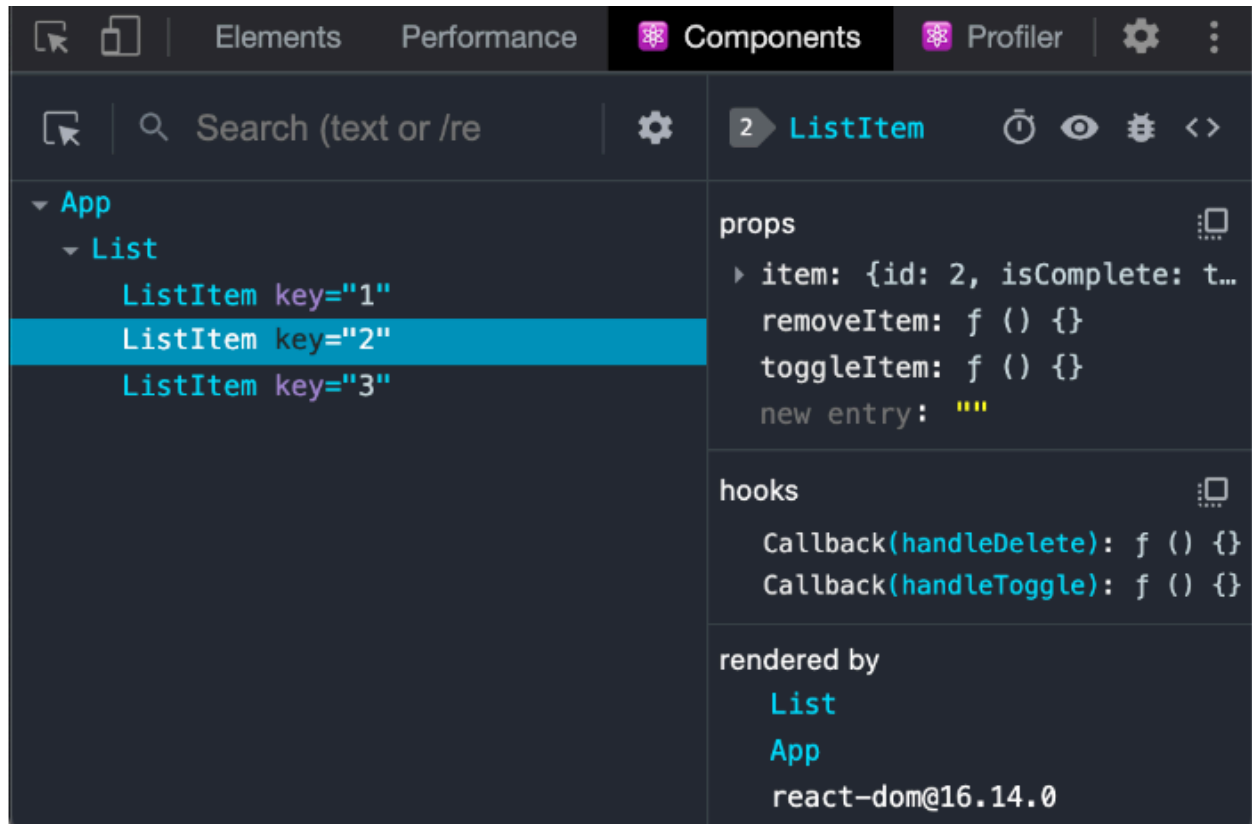 Elements Performance Components Profiler
Search (text or /re
2 ListItem
App
List
ListItem key="1"
ListItem key="2"
ListItem key="3"
props
item: {id: 2, isComplete: t…
removeItem: ƒ () {}
toggleItem: ƒ () {}
new entry: ""
hooks
Callback(handleDelete): ƒ () {}
Callback(handleToggle): ƒ () {}
rendered by
List
App
react-dom@16.14.0